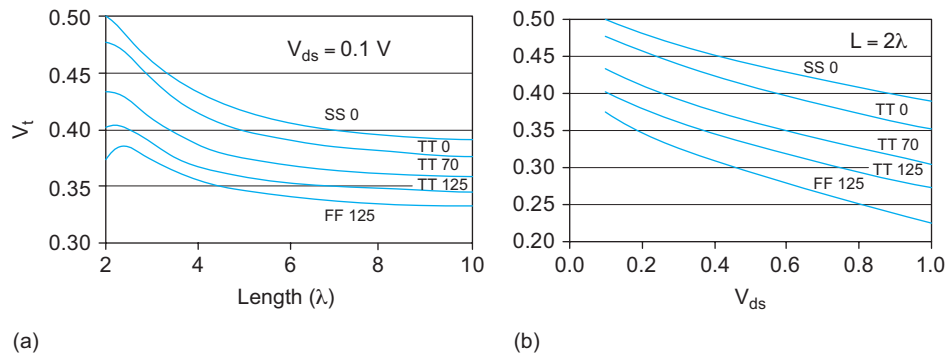 0.50
0.45
0.40
0.35
0.30
Vt
Vds = 0.1 V
SS 0
TT 0
TT 70
TT 125
FF 125
2 4 6 8 10
Length (λ)
(a)
0.50
0.45
0.40
0.35
0.30
0.25
0.20
L = 2λ
SS 0
TT 0
TT 70
TT 125
FF 125
0.0 0.2 0.4 0.6 0.8 1.0
Vds
(b)